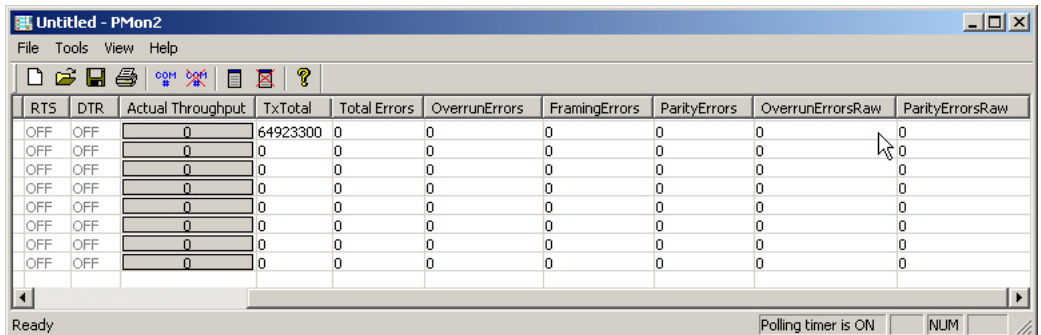 Untitled - PMon2
File Tools View Help
COM # COM # ?
RTS DTR Actual Throughput TxTotal Total Errors OverrunErrors FramingErrors ParityErrors OverrunErrorsRaw ParityErrorsRaw
OFF OFF 0 64923300 0 0 0 0 0 0
OFF OFF 0 0 0 0 0 0 0 0
OFF OFF 0 0 0 0 0 0 0 0
OFF OFF 0 0 0 0 0 0 0 0
OFF OFF 0 0 0 0 0 0 0 0
OFF OFF 0 0 0 0 0 0 0 0
OFF OFF 0 0 0 0 0 0 0 0
OFF OFF 0 0 0 0 0 0 0 0
Ready Polling timer is ON NUM